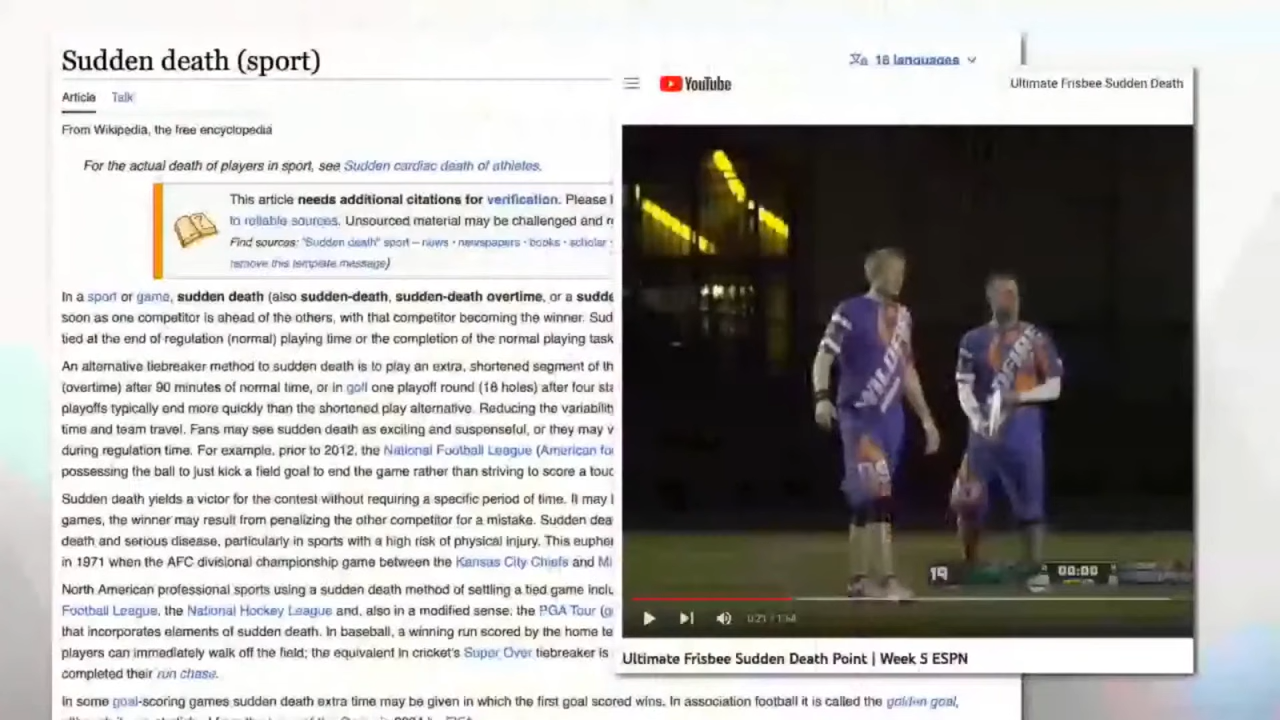 Sudden death (sport)
18 languages
Article Talk
From Wikipedia, the free encyclopedia
For the actual death of players in sport, see Sudden cardiac death of athletes.
This article needs additional citations for verification. Please
to reliable sources. Unsourced material may be challenged and
Find sources: "Sudden death" sport – news · newspapers · books · scholar ·
remove this template message)
In a sport or game, sudden death (also sudden-death, sudden-death overtime, or a sudde
soon as one competitor is ahead of the others, with that competitor becoming the winner. Sud
tied at the end of regulation (normal) playing time or the completion of the normal playing task
An alternative tiebreaker method to sudden death is to play an extra, shortened segment of th
(overtime) after 90 minutes of normal time, or in golf one playoff round (18 holes) after four sta
playoffs typically end more quickly than the shortened play alternative. Reducing the variability
time and team travel. Fans may see sudden death as exciting and suspenseful, or they may v
during regulation time. For example, prior to 2012, the National Football League (American fo
possessing the ball to just kick a field goal to end the game rather than striving to score a touc
Sudden death yields a victor for the contest without requiring a specific period of time. It may
games, the winner may result from penalizing the other competitor for a mistake. Sudden dea
death and serious disease, particularly in sports with a high risk of physical injury. This euphe
in 1971 when the AFC divisional championship game between the Kansas City Chiefs and Mi
North American professional sports using a sudden death method of settling a tied game inclu
Football League, the National Hockey League and, also in a modified sense, the PGA Tour (g
that incorporates elements of sudden death. In baseball, a winning run scored by the home te
players can immediately walk off the field; the equivalent in cricket's Super Over tiebreaker is
completed their run chase.
In some goal-scoring games sudden death extra time may be given in which the first goal scored wins. In association football it is called the golden goal,
YouTube
Ultimate Frisbee Sudden Death
19
00:00
0:21 / 1:54
Ultimate Frisbee Sudden Death Point | Week 5 ESPN